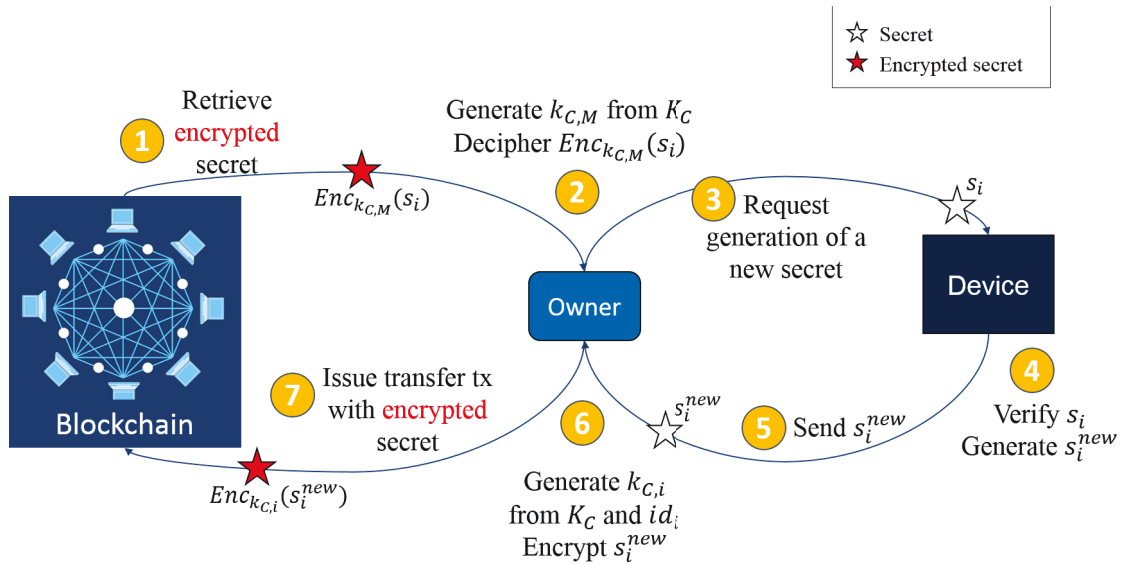 Secret
Encrypted secret
1
Retrieve
encrypted
secret
Generate k_{C,M} from K_C
Decipher Enc_{k_{C,M}}(s_i)
2
3
Request
generation of a
new secret
s_i
Enc_{k_{C,M}}(s_i)
Owner
Device
Blockchain
7
Issue transfer tx
with encrypted
secret
6
s_i^{new}
5
Send s_i^{new}
4
Verify s_i
Generate s_i^{new}
Enc_{k_{C,i}}(s_i^{new})
Generate k_{C,i}
from K_C and id_i
Encrypt s_i^{new}